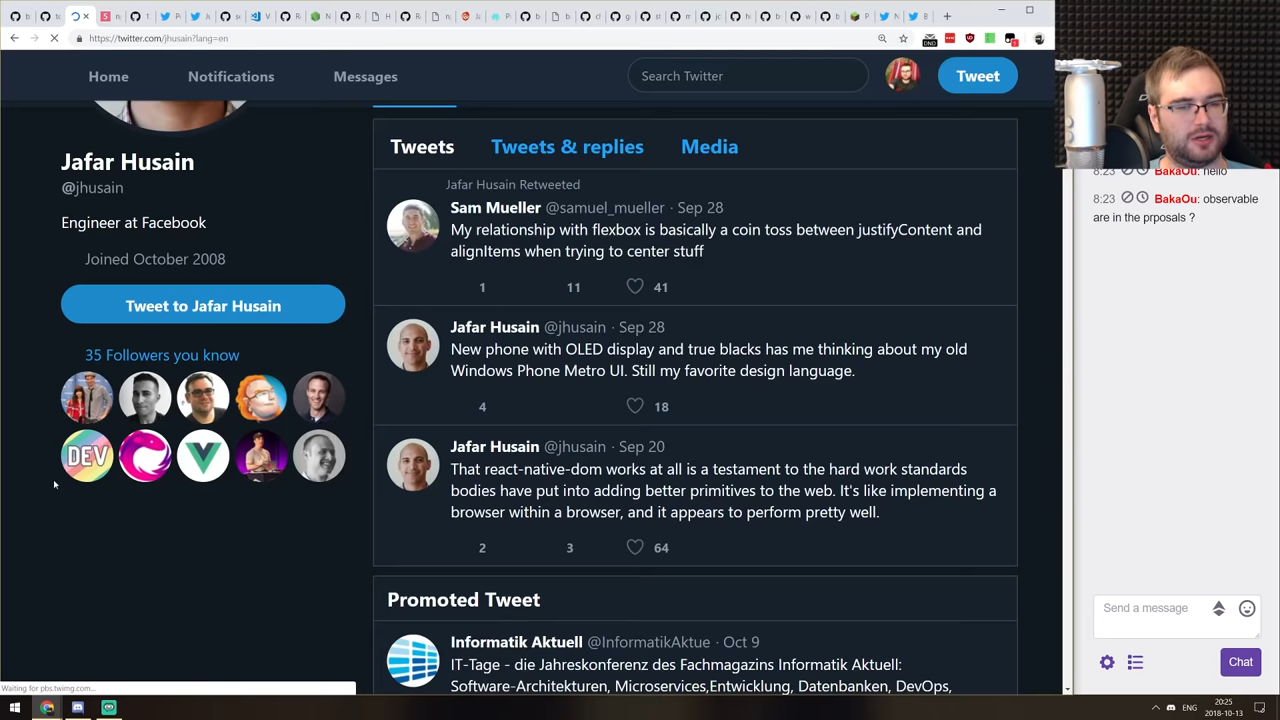 https://twitter.com/jhusain?lang=en
DND
Home
Notifications
Messages
Search Twitter
Tweet
Jafar Husain
@jhusain
Engineer at Facebook
Joined October 2008
Tweet to Jafar Husain
35 Followers you know
DEV
Tweets
Tweets & replies
Media
Jafar Husain Retweeted
Sam Mueller @samuel_mueller · Sep 28
My relationship with flexbox is basically a coin toss between justifyContent and
alignItems when trying to center stuff
1 11 41
Jafar Husain @jhusain · Sep 28
New phone with OLED display and true blacks has me thinking about my old
Windows Phone Metro UI. Still my favorite design language.
4 18
Jafar Husain @jhusain · Sep 20
That react-native-dom works at all is a testament to the hard work standards
bodies have put into adding better primitives to the web. It's like implementing a
browser within a browser, and it appears to perform pretty well.
2 3 64
Promoted Tweet
Informatik Aktuell @InformatikAktue · Oct 9
IT-Tage - die Jahreskonferenz des Fachmagazins Informatik Aktuell:
Software-Architekturen, Microservices,Entwicklung, Datenbanken, DevOps,
Waiting for pbs.twimg.com...
8:23 BakaOu: hello
8:23 BakaOu: observable
are in the prposals ?
Send a message
Chat
ENG
20:25
2018-10-13